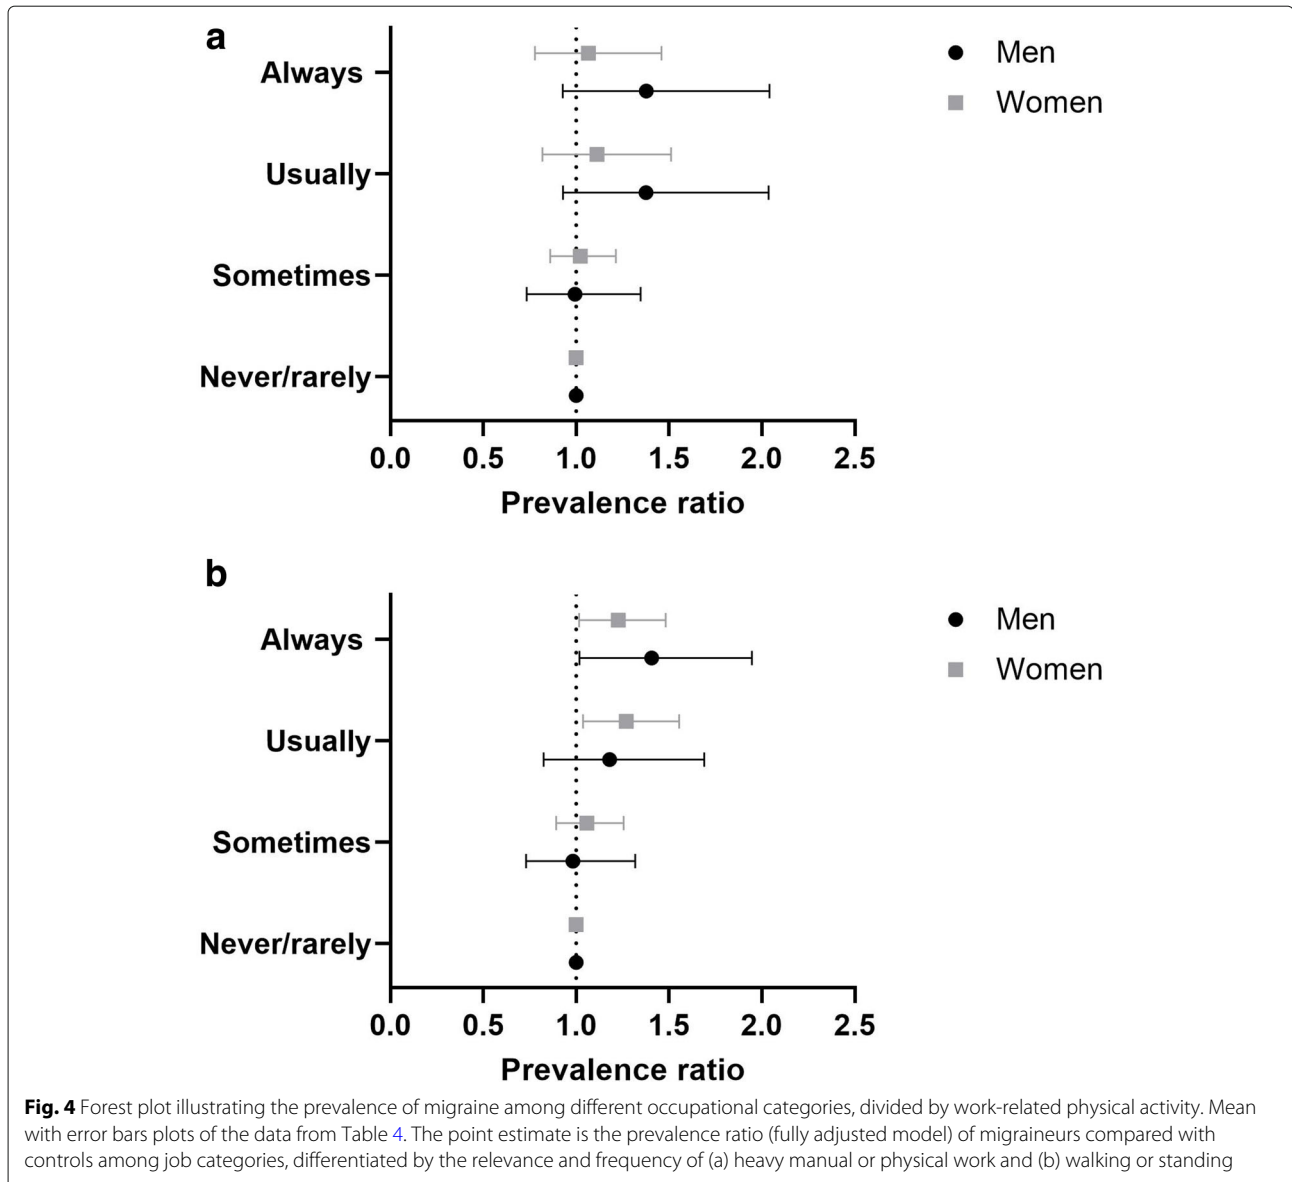 a
Always
Usually
Sometimes
Never/rarely
Men
Women
0.0 0.5 1.0 1.5 2.0 2.5
Prevalence ratio
b
Always
Usually
Sometimes
Never/rarely
Men
Women
0.0 0.5 1.0 1.5 2.0 2.5
Prevalence ratio
Fig. 4 Forest plot illustrating the prevalence of migraine among different occupational categories, divided by work-related physical activity. Mean
with error bars plots of the data from Table 4. The point estimate is the prevalence ratio (fully adjusted model) of migraineurs compared with
controls among job categories, differentiated by the relevance and frequency of (a) heavy manual or physical work and (b) walking or standing